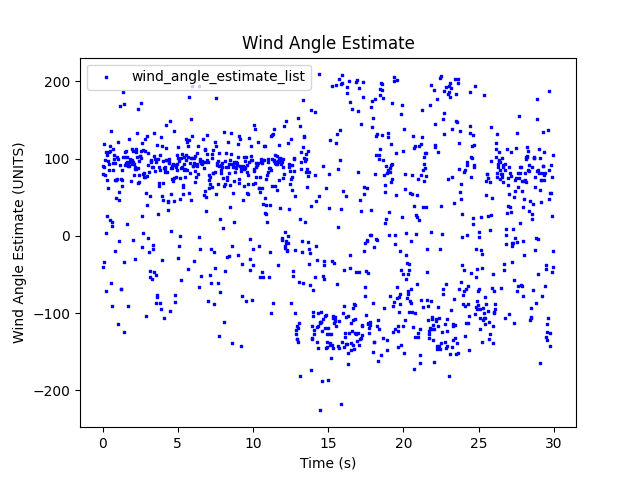 Wind Angle Estimate
wind_angle_estimate_list
Wind Angle Estimate (UNITS)
200
100
0
−100
−200
0 5 10 15 20 25 30
Time (s)